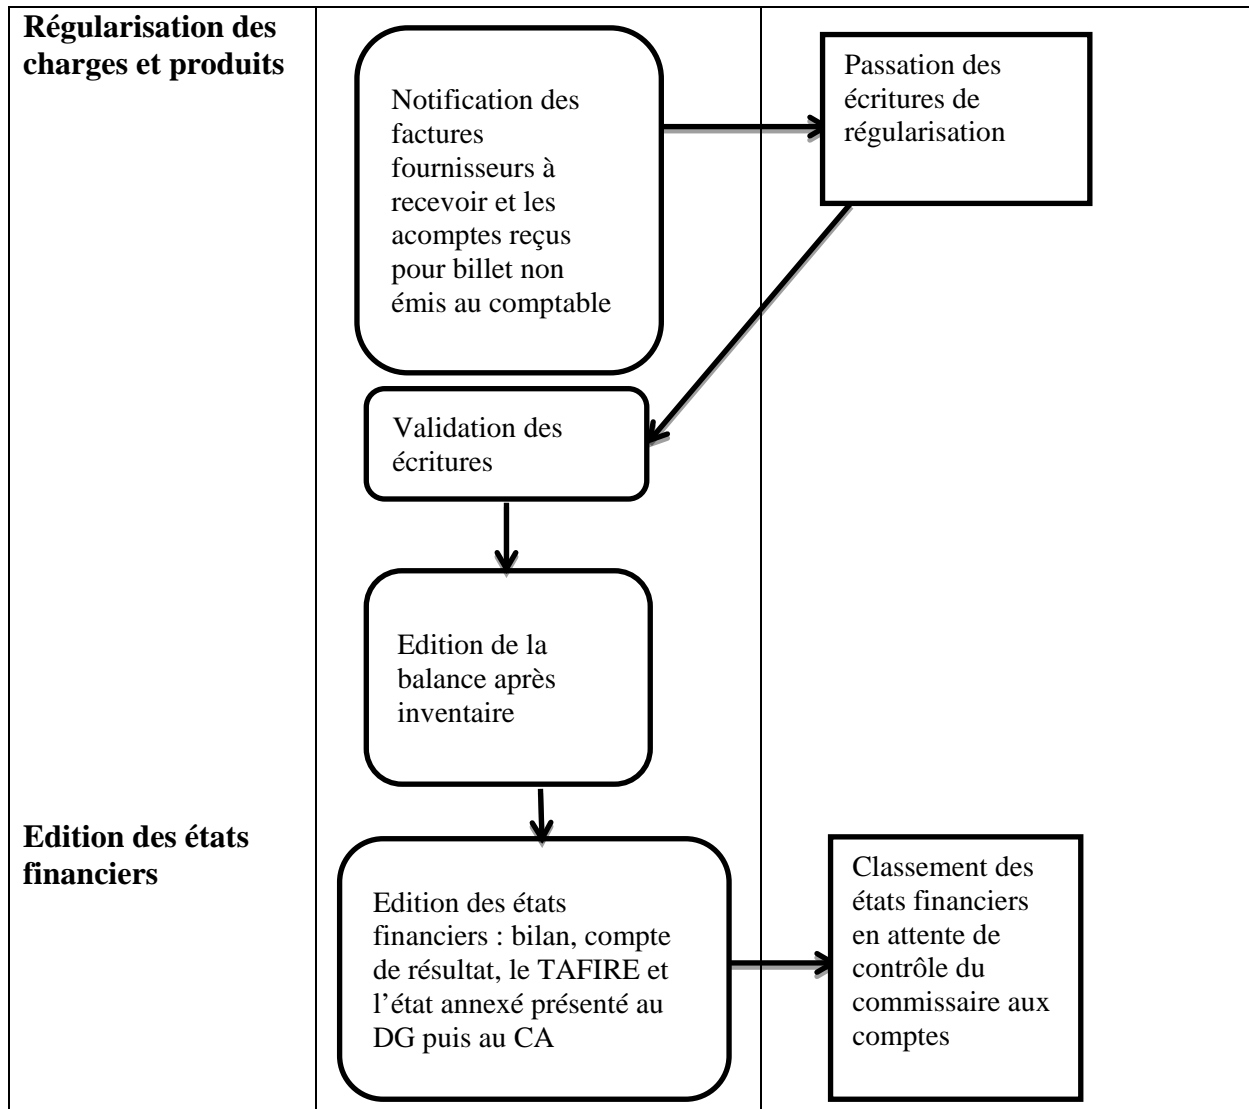 Régularisation des
charges et produits
Notification des
factures
fournisseurs à
recevoir et les
acomptes reçus
pour billet non
émis au comptable
Passation des
écritures de
régularisation
Validation des
écritures
Edition de la
balance après
inventaire
Edition des états
financiers
Edition des états
financiers : bilan, compte
de résultat, le TAFIRE et
l’état annexé présenté au
DG puis au CA
Classement des
états financiers
en attente de
contrôle du
commissaire aux
comptes